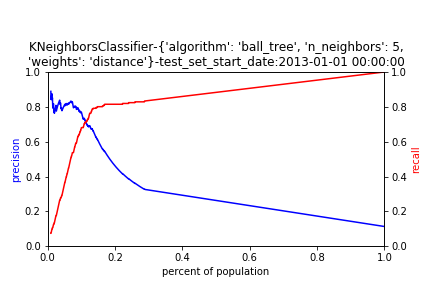 KNeighborsClassifier-{'algorithm': 'ball_tree', 'n_neighbors': 5,
'weights': 'distance'}-test_set_start_date:2013-01-01 00:00:00
1.0 1.0
0.8 0.8
0.6 0.6
precision recall
0.4 0.4
0.2 0.2
0.0 0.0
0.0 0.2 0.4 0.6 0.8 1.0
percent of population